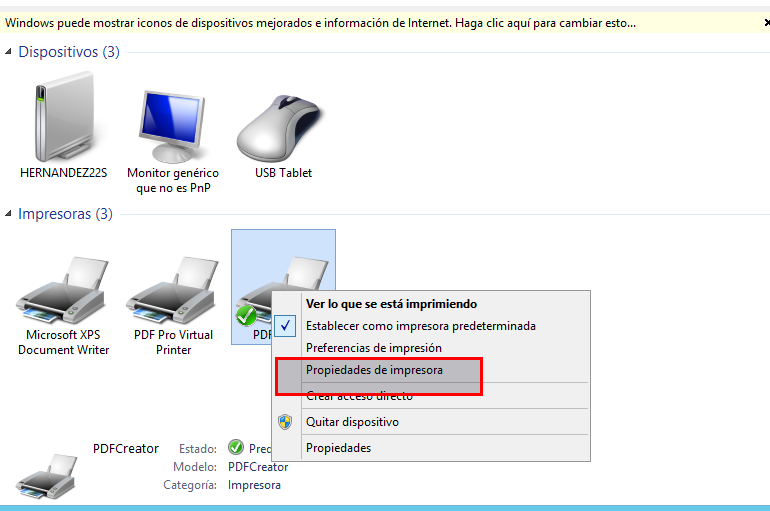 Windows puede mostrar iconos de dispositivos mejorados e información de Internet. Haga clic aquí para cambiar esto...
Dispositivos (3)
HERNANDEZ22S
Monitor genérico
que no es PnP
USB Tablet
Impresoras (3)
Microsoft XPS
Document Writer
PDF Pro Virtual
Printer
PDF
Ver lo que se está imprimiendo
Establecer como impresora predeterminada
Preferencias de impresión
Propiedades de impresora
Crear acceso directo
Quitar dispositivo
Propiedades
PDFCreator
Estado: Pred
Modelo: PDFCreator
Categoría: Impresora